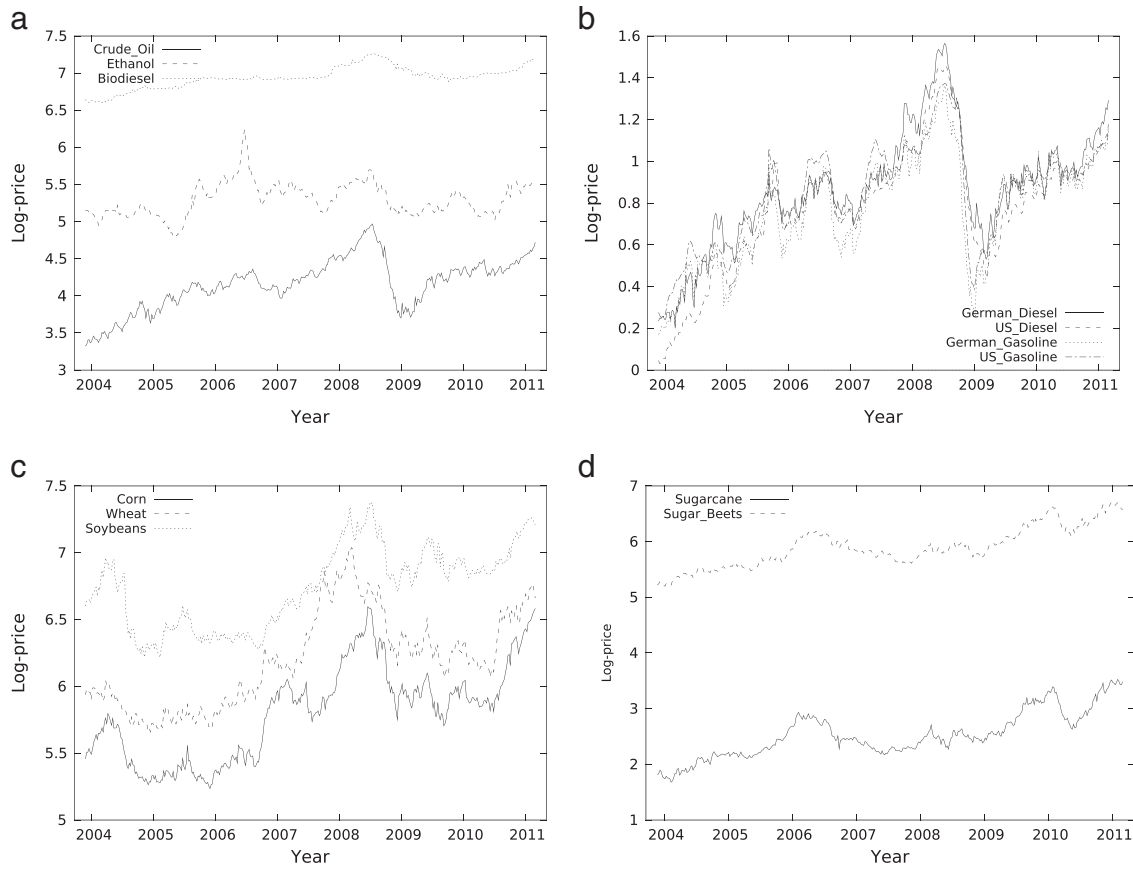 a
7.5
7
6.5
6
5.5
5
4.5
4
3.5
3
Log-price
Crude_Oil
Ethanol
Biodiesel
2004 2005 2006 2007 2008 2009 2010 2011
Year
b
1.6
1.4
1.2
1
0.8
0.6
0.4
0.2
0
Log-price
German_Diesel
US_Diesel
German_Gasoline
US_Gasoline
2004 2005 2006 2007 2008 2009 2010 2011
Year
c
7.5
7
6.5
6
5.5
5
Log-price
Corn
Wheat
Soybeans
2004 2005 2006 2007 2008 2009 2010 2011
Year
d
7
6
5
4
3
2
1
Log-price
Sugarcane
Sugar_Beets
2004 2005 2006 2007 2008 2009 2010 2011
Year